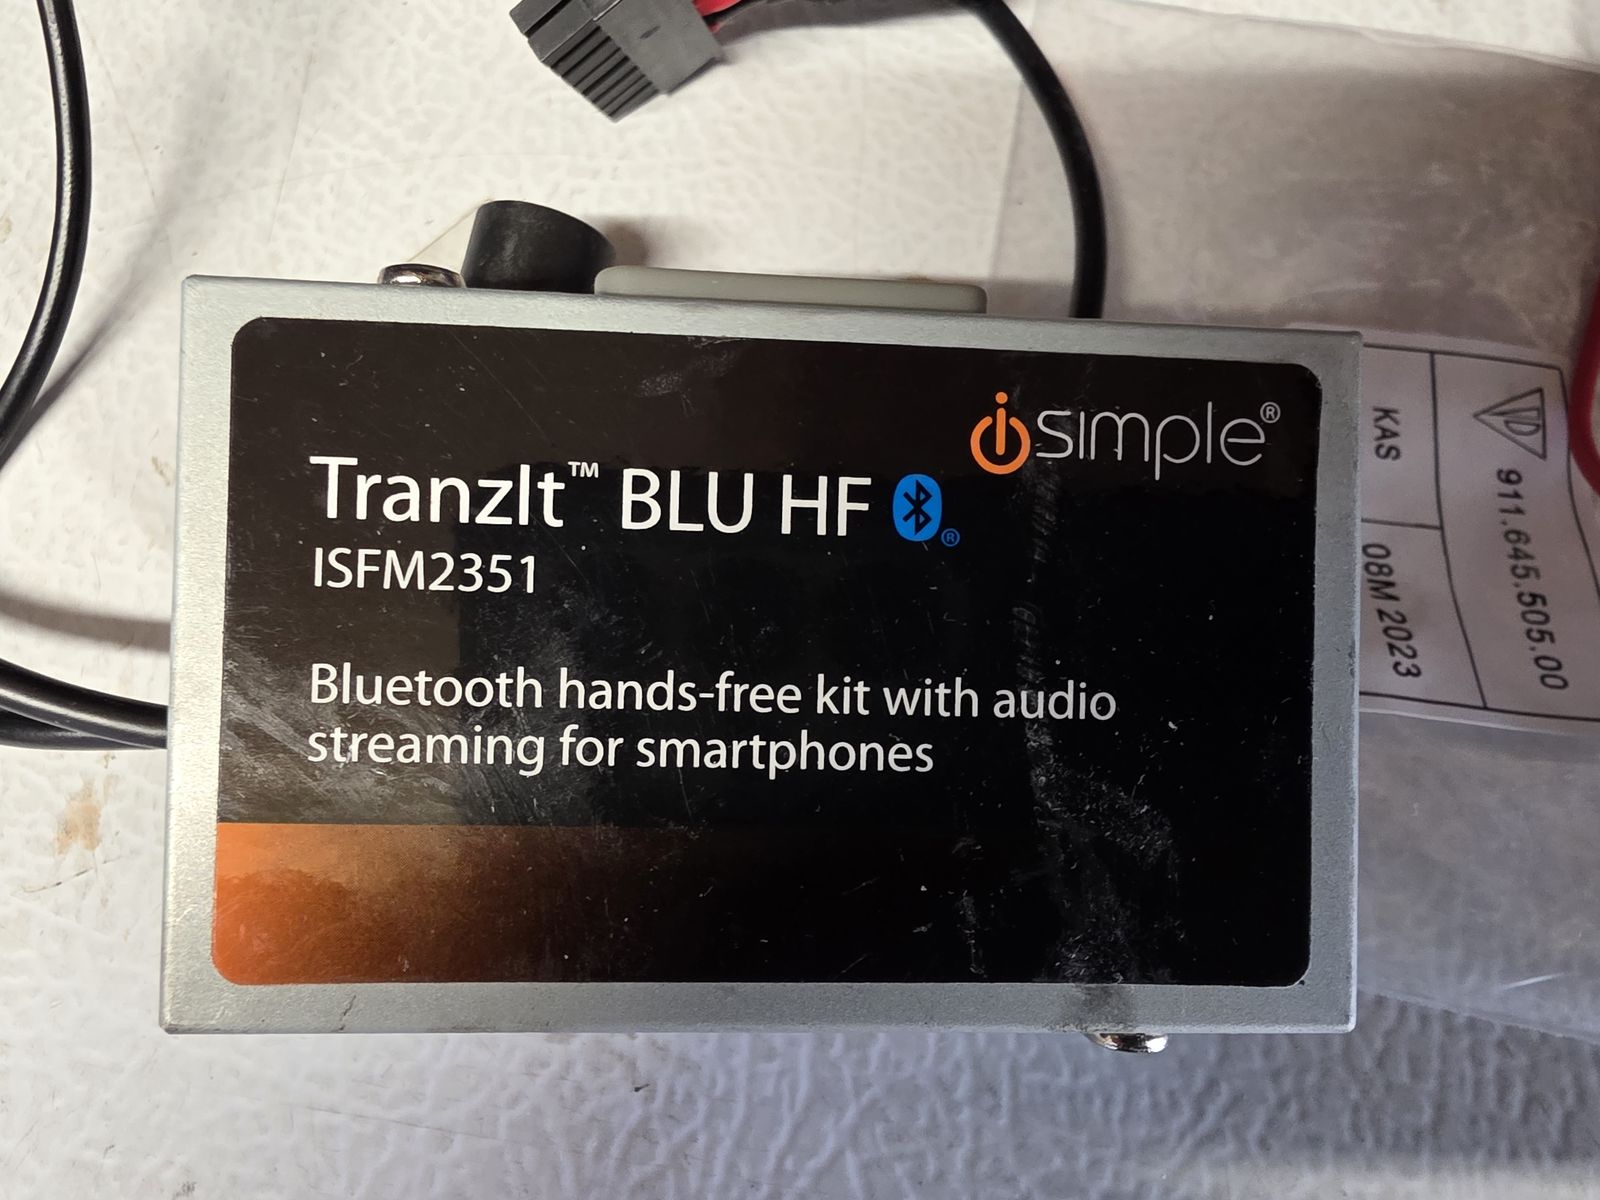 isimple®
TranzIt™ BLU HF ®
ISFM2351
Bluetooth hands-free kit with audio
streaming for smartphones
911.645.505.00
KAS
08M 2023